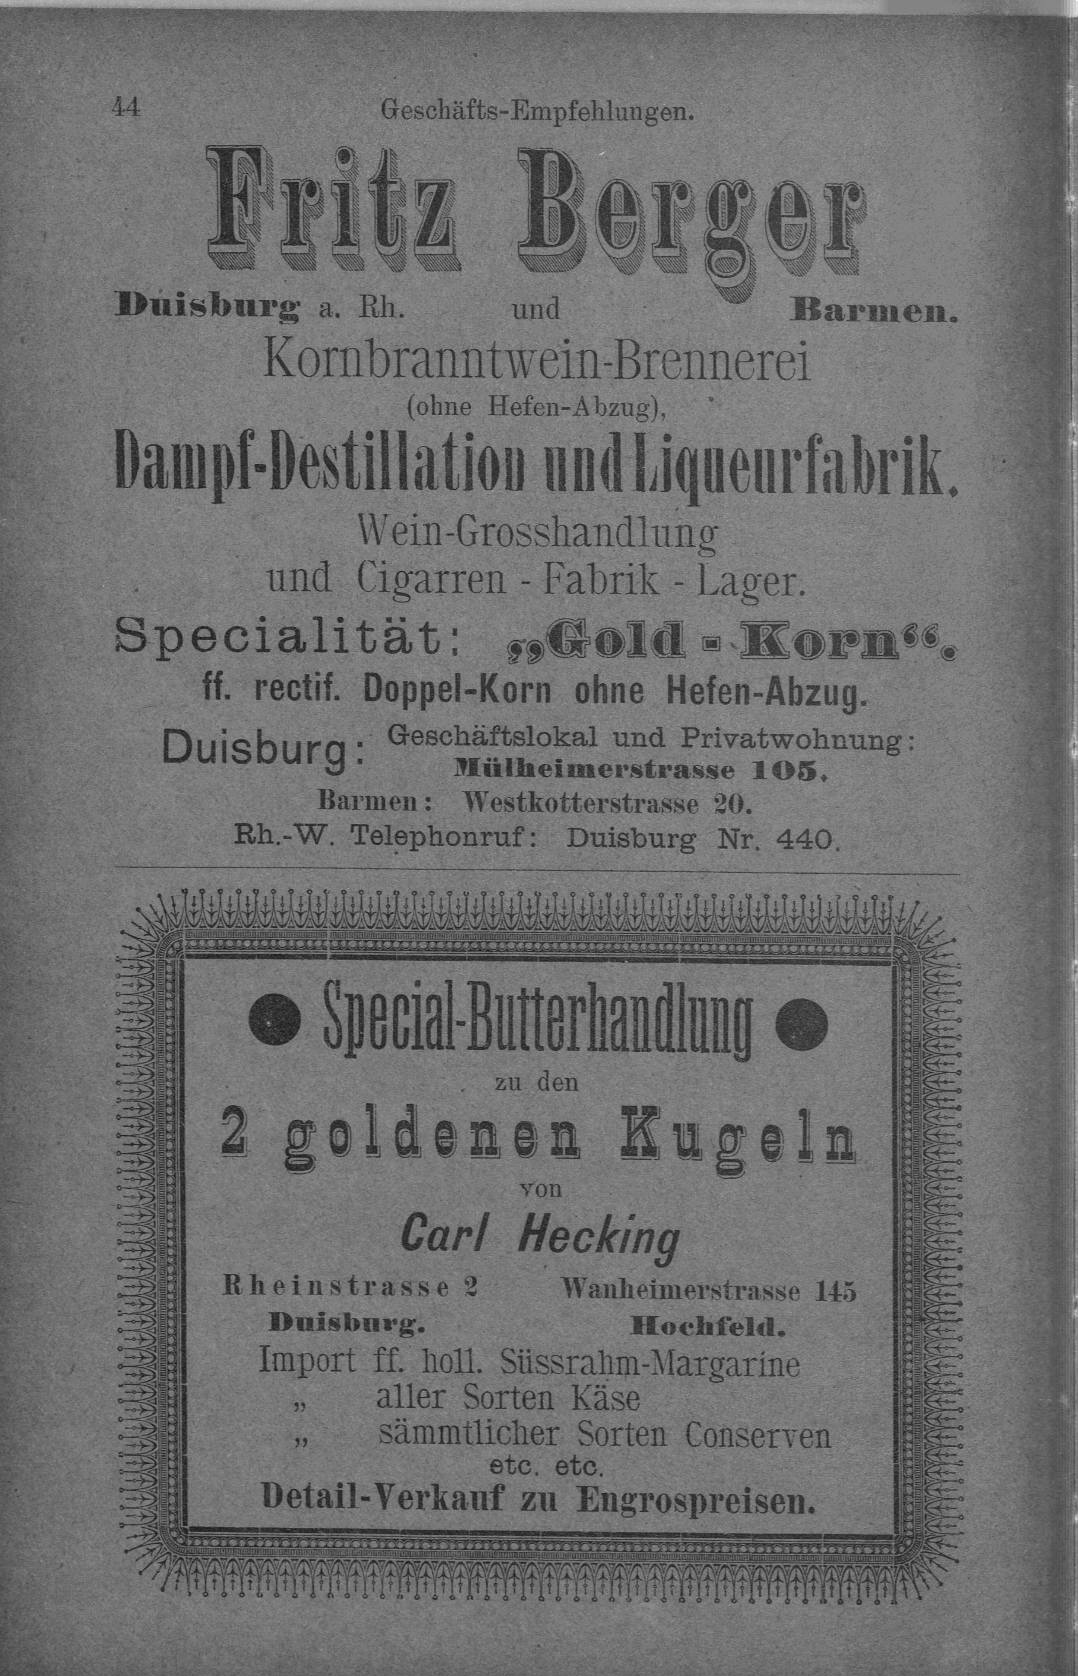 44
Geschäfts-Empfehlungen.
Fritz Berger
Duisburg a. Rh. und Barmen.
Kornbranntwein-Brennerei
(ohne Hefen-Abzug),
Dampf-Destillation und Liqueurfabrik.
Wein-Grosshandlung
und Cigarren - Fabrik - Lager.
Specialität: „Gold - Korn“.
ff. rectif. Doppel-Korn ohne Hefen-Abzug.
Duisburg: Geschäftslokal und Privatwohnung:
Mülheimerstrasse 105.
Barmen: Westkotterstrasse 20.
Rh.-W. Telephonruf: Duisburg Nr. 440.
Special-Butterhandlung
zu den
2 goldenen Kugeln
von
Carl Hecking
Rheinstrasse 2 Wanheimerstrasse 145
Duisburg. Hochfeld.
Import ff. holl. Süssrahm-Margarine
„ aller Sorten Käse
„ sämmtlicher Sorten Conserven
etc. etc.
Detail-Verkauf zu Engrospreisen.